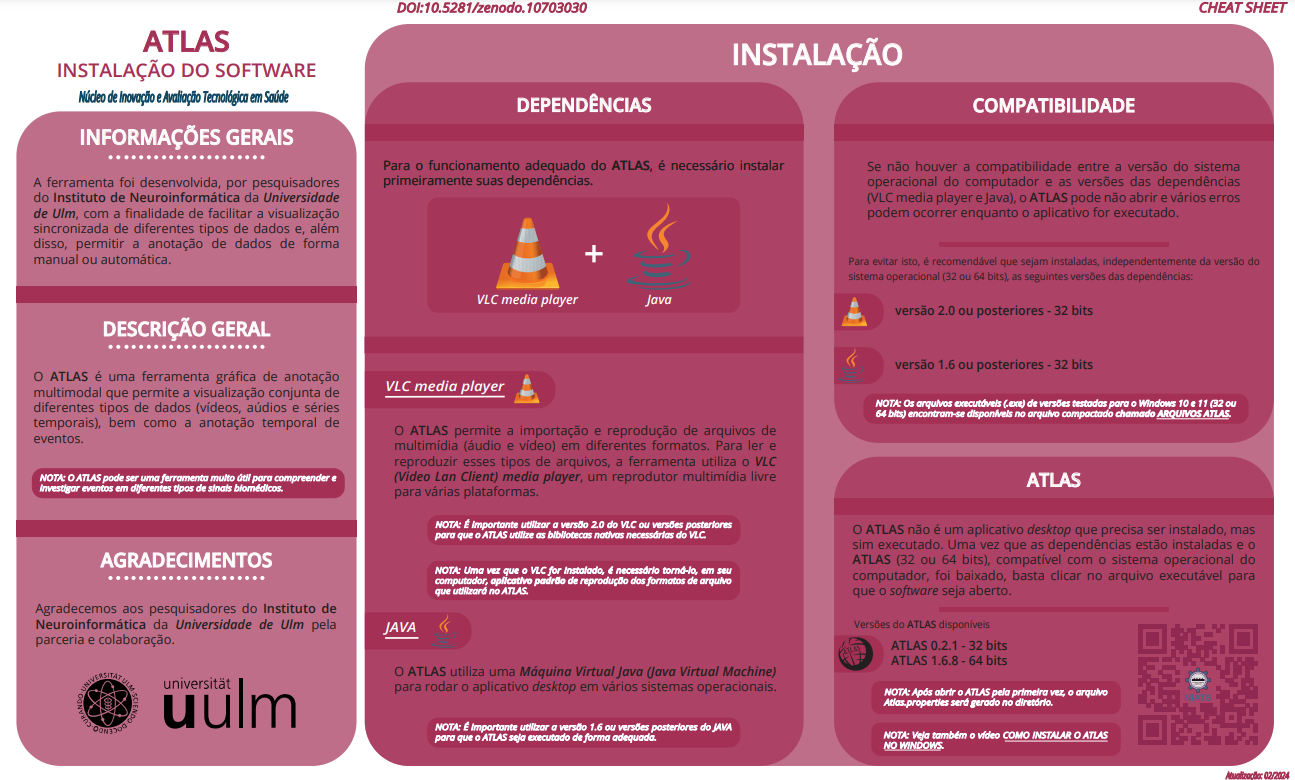 DOI:10.5281/zenodo.10703030
CHEAT SHEET
ATLAS
INSTALAÇÃO DO SOFTWARE
Núcleo de Inovação e Avaliação Tecnológica em Saúde
INFORMAÇÕES GERAIS
A ferramenta foi desenvolvida, por pesquisadores
do Instituto de Neuroinformática da Universidade
de Ulm, com a finalidade de facilitar a visualização
sincronizada de diferentes tipos de dados e, além
disso, permitir a anotação de dados de forma
manual ou automática.
DESCRIÇÃO GERAL
O ATLAS é uma ferramenta gráfica de anotação
multimodal que permite a visualização conjunta de
diferentes tipos de dados (vídeos, aúdios e séries
temporais), bem como a anotação temporal de
eventos.
NOTA: O ATLAS pode ser uma ferramenta muito útil para compreender e
investigar eventos em diferentes tipos de sinais biomédicos.
AGRADECIMENTOS
Agradecemos aos pesquisadores do Instituto de
Neuroinformática da Universidade de Ulm pela
parceria e colaboração.
universität
uulm
INSTALAÇÃO
DEPENDÊNCIAS
Para o funcionamento adequado do ATLAS, é necessário instalar
primeiramente suas dependências.
+
VLC media player
Java
VLC media player
O ATLAS permite a importação e reprodução de arquivos de
multimídia (áudio e vídeo) em diferentes formatos. Para ler e
reproduzir esses tipos de arquivos, a ferramenta utiliza o VLC
(Video Lan Client) media player, um reprodutor multimídia livre
para várias plataformas.
NOTA: É importante utilizar a versão 2.0 do VLC ou versões posteriores
para que o ATLAS utilize as bibliotecas nativas necessárias do VLC.
NOTA: Uma vez que o VLC for instalado, é necessário torná-lo, em seu
computador, aplicativo padrão de reprodução dos formatos de arquivo
que utilizará no ATLAS.
JAVA
O ATLAS utiliza uma Máquina Virtual Java (Java Virtual Machine)
para rodar o aplicativo desktop em vários sistemas operacionais.
NOTA: É importante utilizar a versão 1.6 ou versões posteriores do JAVA
para que o ATLAS seja executado de forma adequada.
COMPATIBILIDADE
Se não houver a compatibilidade entre a versão do sistema
operacional do computador e as versões das dependências
(VLC media player e Java), o ATLAS pode não abrir e vários erros
podem ocorrer enquanto o aplicativo for executado.
Para evitar isto, é recomendável que sejam instaladas, independentemente da versão do
sistema operacional (32 ou 64 bits), as seguintes versões das dependências:
versão 2.0 ou posteriores - 32 bits
versão 1.6 ou posteriores - 32 bits
NOTA: Os arquivos executáveis (.exe) de versões testadas para o Windows 10 e 11 (32 ou
64 bits) encontram-se disponíveis no arquivo compactado chamado ARQUIVOS ATLAS.
ATLAS
O ATLAS não é um aplicativo desktop que precisa ser instalado, mas
sim executado. Uma vez que as dependências estão instaladas e o
ATLAS (32 ou 64 bits), compatível com o sistema operacional do
computador, foi baixado, basta clicar no arquivo executável para
que o software seja aberto.
Versões do ATLAS disponíveis
ATLAS 0.2.1 - 32 bits
ATLAS 1.6.8 - 64 bits
NOTA: Após abrir o ATLAS pela primeira vez, o arquivo
Atlas.properties será gerado no diretório.
NOTA: Veja também o vídeo COMO INSTALAR O ATLAS
NO WINDOWS.
Atualização: 02/2024